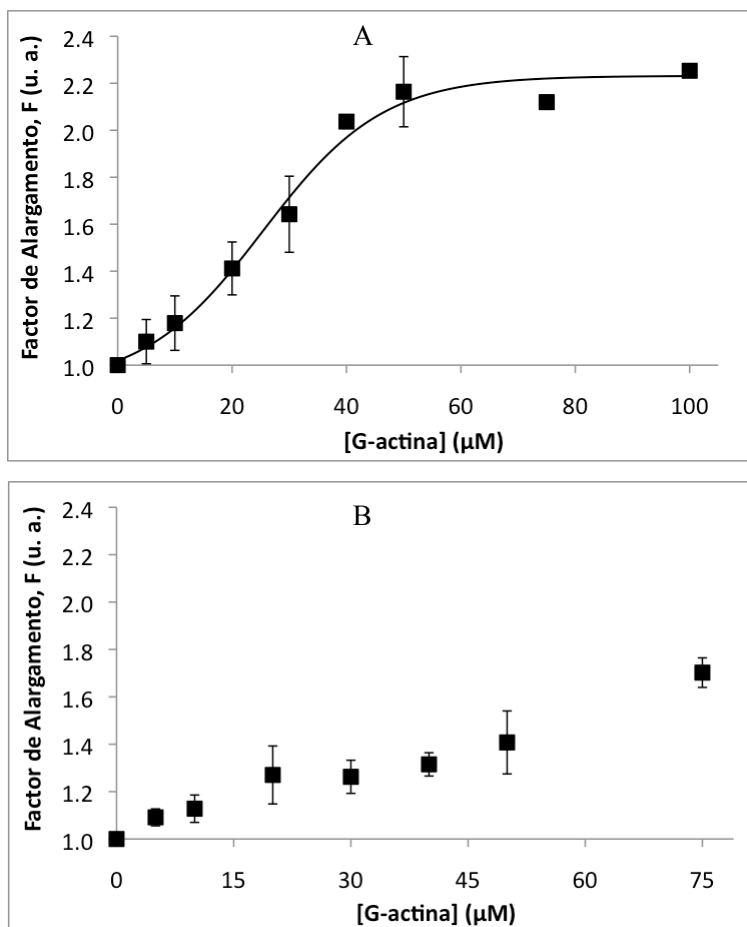 A
Factor de Alargamento, F (u. a.)
2.4
2.2
2.0
1.8
1.6
1.4
1.2
1.0
0 20 40 60 80 100
[G-actina] (µM)
B
Factor de Alargamento, F (u. a.)
2.4
2.2
2.0
1.8
1.6
1.4
1.2
1.0
0 15 30 45 60 75
[G-actina] (µM)